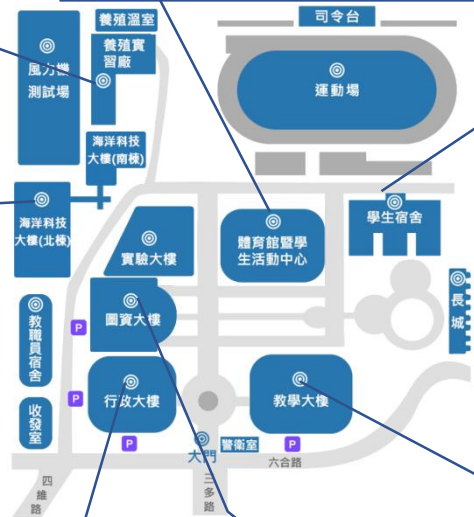 司令台
養殖溫室
養殖實
習廠
風力機
測試場
運動場
海洋科技
大樓(南棟)
海洋科技
大樓(北棟)
學生宿舍
體育館暨學
生活動中心
實驗大樓
長城
圖資大樓
教職員宿舍
P
行政大樓
教學大樓
P
收發室
P
大門
警衛室
P
六合路
四維路
三多路